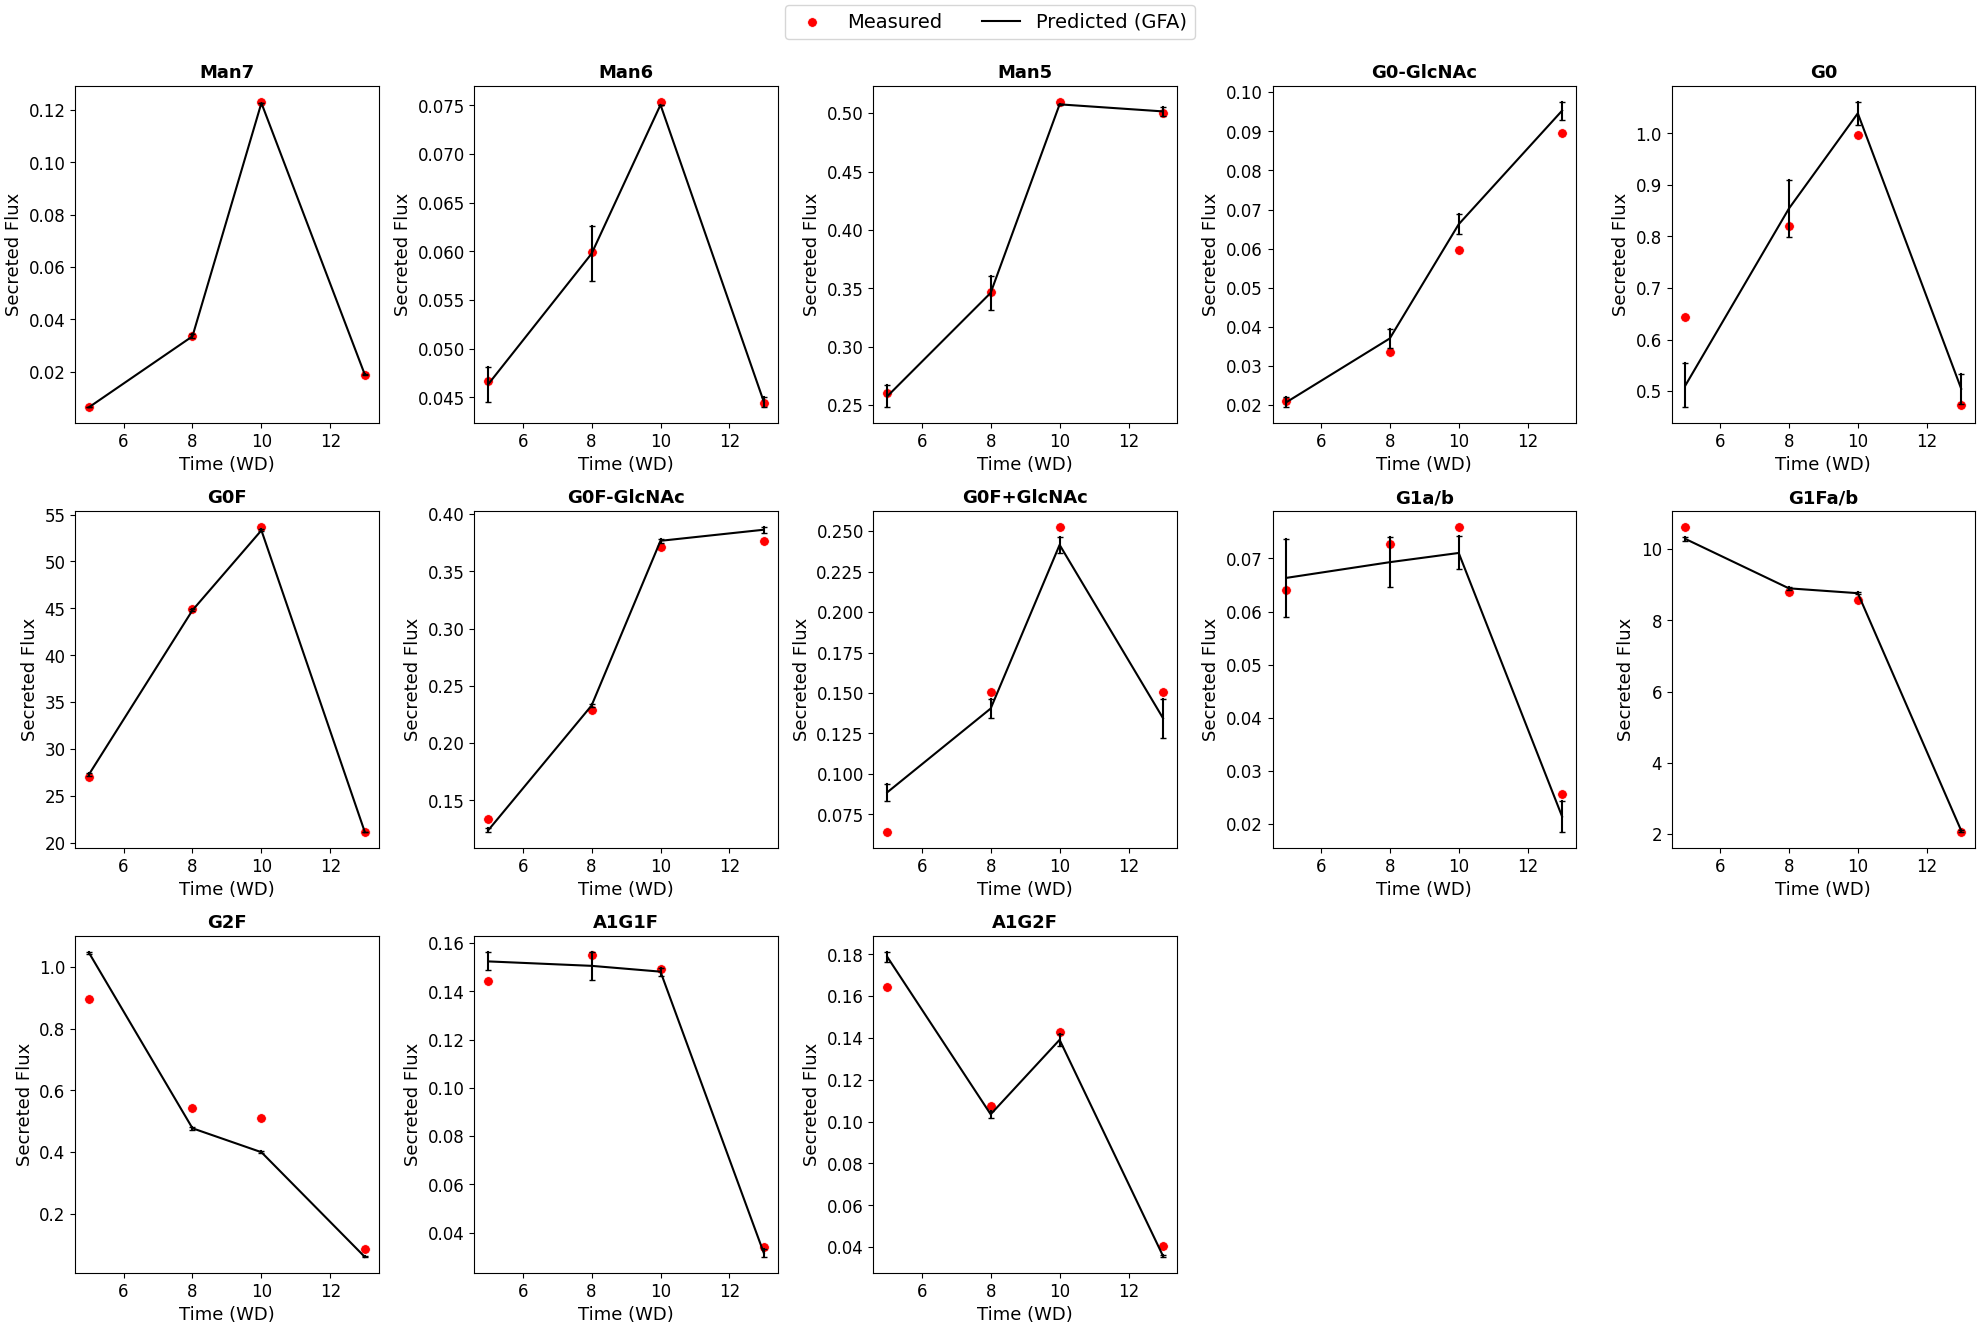 Measured
Predicted (GFA)
Man7
Secreted Flux
0.12
0.10
0.08
0.06
0.04
0.02
6 8 10 12
Time (WD)
Man6
Secreted Flux
0.075
0.070
0.065
0.060
0.055
0.050
0.045
6 8 10 12
Time (WD)
Man5
Secreted Flux
0.50
0.45
0.40
0.35
0.30
0.25
6 8 10 12
Time (WD)
G0-GlcNAc
Secreted Flux
0.10
0.09
0.08
0.07
0.06
0.05
0.04
0.03
0.02
6 8 10 12
Time (WD)
G0
Secreted Flux
1.0
0.9
0.8
0.7
0.6
0.5
6 8 10 12
Time (WD)
G0F
Secreted Flux
55
50
45
40
35
30
25
20
6 8 10 12
Time (WD)
G0F-GlcNAc
Secreted Flux
0.40
0.35
0.30
0.25
0.20
0.15
6 8 10 12
Time (WD)
G0F+GlcNAc
Secreted Flux
0.250
0.225
0.200
0.175
0.150
0.125
0.100
0.075
6 8 10 12
Time (WD)
G1a/b
Secreted Flux
0.07
0.06
0.05
0.04
0.03
0.02
6 8 10 12
Time (WD)
G1Fa/b
Secreted Flux
10
8
6
4
2
6 8 10 12
Time (WD)
G2F
Secreted Flux
1.0
0.8
0.6
0.4
0.2
6 8 10 12
Time (WD)
A1G1F
Secreted Flux
0.16
0.14
0.12
0.10
0.08
0.06
0.04
6 8 10 12
Time (WD)
A1G2F
Secreted Flux
0.18
0.16
0.14
0.12
0.10
0.08
0.06
0.04
6 8 10 12
Time (WD)